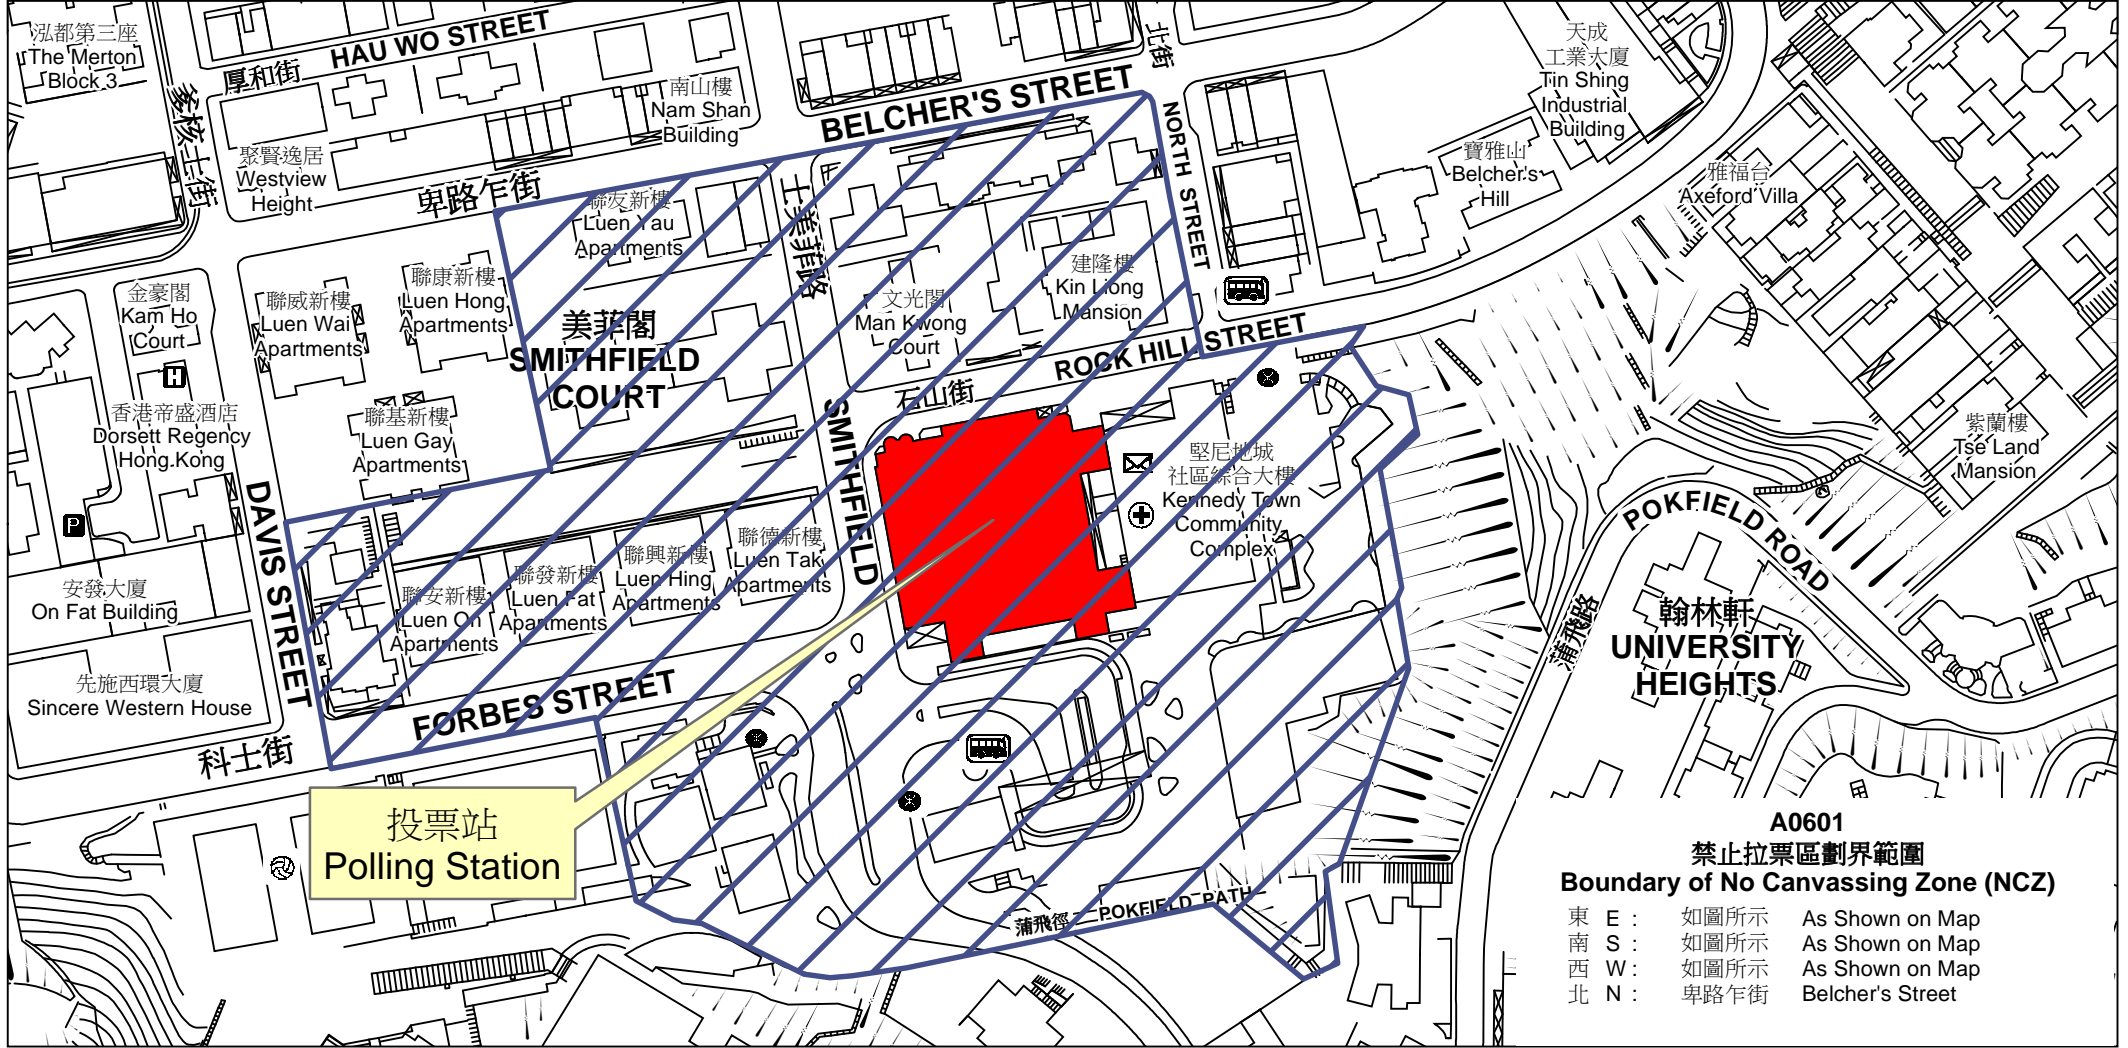 泓都第三座
The Merton
Block 3
爹核士街
厚和街
HAU WO STREET
南山樓
Nam Shan
Building
聚賢逸居
Westview
Height
卑路乍街
BELCHER'S STREET
北街
NORTH STREET
天成
工業大廈
Tin Shing
Industrial
Building
寶雅山
Belcher's
Hill
雅福台
Axeford Villa
聯友新樓
Luen Yau
Apartments
士美菲路
SMITHFIELD
金豪閣
Kam Ho
Court
聯威新樓
Luen Wai
Apartments
聯康新樓
Luen Hong
Apartments
美菲閣
SMITHFIELD
COURT
文光閣
Man Kwong
Court
建隆樓
Kin Liong
Mansion
石山街
ROCK HILL STREET
H
香港帝盛酒店
Dorsett Regency
Hong Kong
聯基新樓
Luen Gay
Apartments
堅尼地城
社區綜合大樓
Kennedy Town
Community
Complex
紫蘭樓
Tse Land
Mansion
P
DAVIS STREET
安發大廈
On Fat Building
聯安新樓
Luen On
Apartments
聯發新樓
Luen Fat
Apartments
聯興新樓
Luen Hing
Apartments
聯德新樓
Luen Tak
Apartments
蒲飛路
POKFIELD ROAD
翰林軒
UNIVERSITY
HEIGHTS
先施西環大廈
Sincere Western House
科士街
FORBES STREET
投票站
Polling Station
蒲飛徑
POKFIELD PATH
A0601
禁止拉票區劃界範圍
Boundary of No Canvassing Zone (NCZ)
東 E : 如圖所示 As Shown on Map
南 S : 如圖所示 As Shown on Map
西 W : 如圖所示 As Shown on Map
北 N : 卑路乍街 Belcher's Street